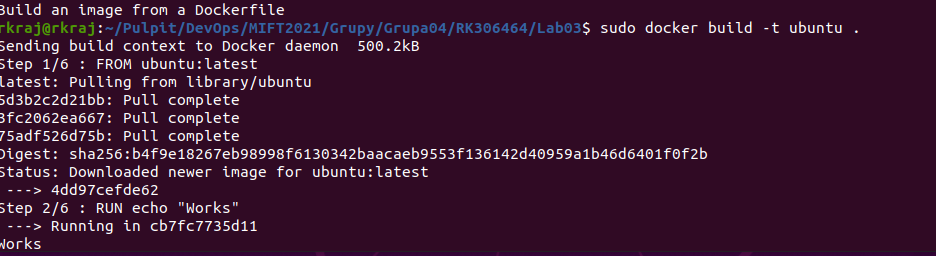 Build an image from a Dockerfile
rkraj@rkraj:~/Pulpit/DevOps/MIFT2021/Grupy/Grupa04/RK306464/Lab03$ sudo docker build -t ubuntu .
Sending build context to Docker daemon  500.2kB
Step 1/6 : FROM ubuntu:latest
latest: Pulling from library/ubuntu
5d3b2c2d21bb: Pull complete
3fc2062ea667: Pull complete
75adf526d75b: Pull complete
Digest: sha256:b4f9e18267eb98998f6130342baacaeb9553f136142d40959a1b46d6401f0f2b
Status: Downloaded newer image for ubuntu:latest
 ---> 4dd97cefde62
Step 2/6 : RUN echo "Works"
 ---> Running in cb7fc7735d11
Works